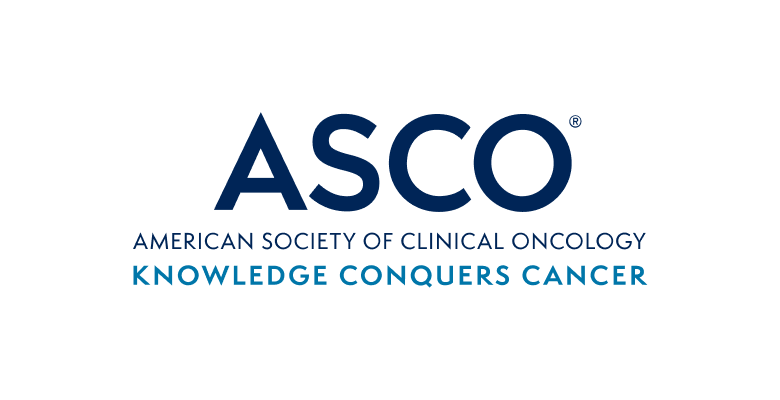 ASCO®
AMERICAN SOCIETY OF CLINICAL ONCOLOGY
KNOWLEDGE CONQUERS CANCER